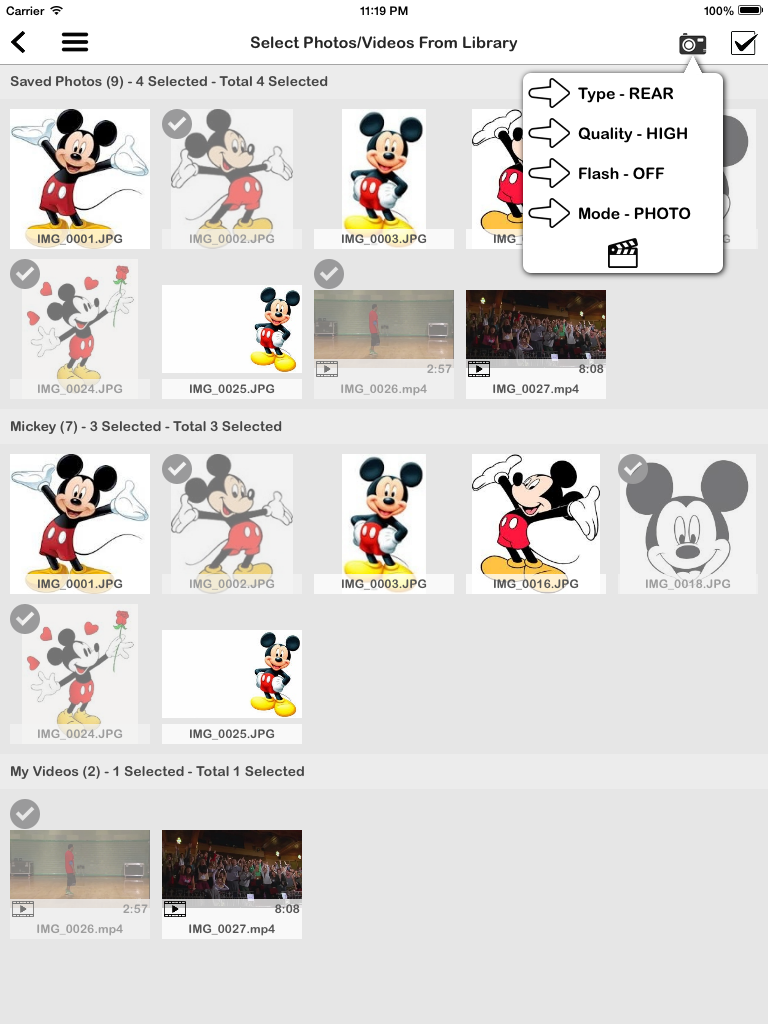 Carrier 11:19 PM 100%
Select Photos/Videos From Library
Saved Photos (9) - 4 Selected - Total 4 Selected
Type - REAR
Quality - HIGH
Flash - OFF
Mode - PHOTO
IMG_0001.JPG IMG_0002.JPG IMG_0003.JPG IMG_ G
2:57 8:08
IMG_0024.JPG IMG_0025.JPG IMG_0026.mp4 IMG_0027.mp4
Mickey (7) - 3 Selected - Total 3 Selected
IMG_0001.JPG IMG_0002.JPG IMG_0003.JPG IMG_0016.JPG IMG_0018.JPG
IMG_0024.JPG IMG_0025.JPG
My Videos (2) - 1 Selected - Total 1 Selected
2:57 8:08
IMG_0026.mp4 IMG_0027.mp4